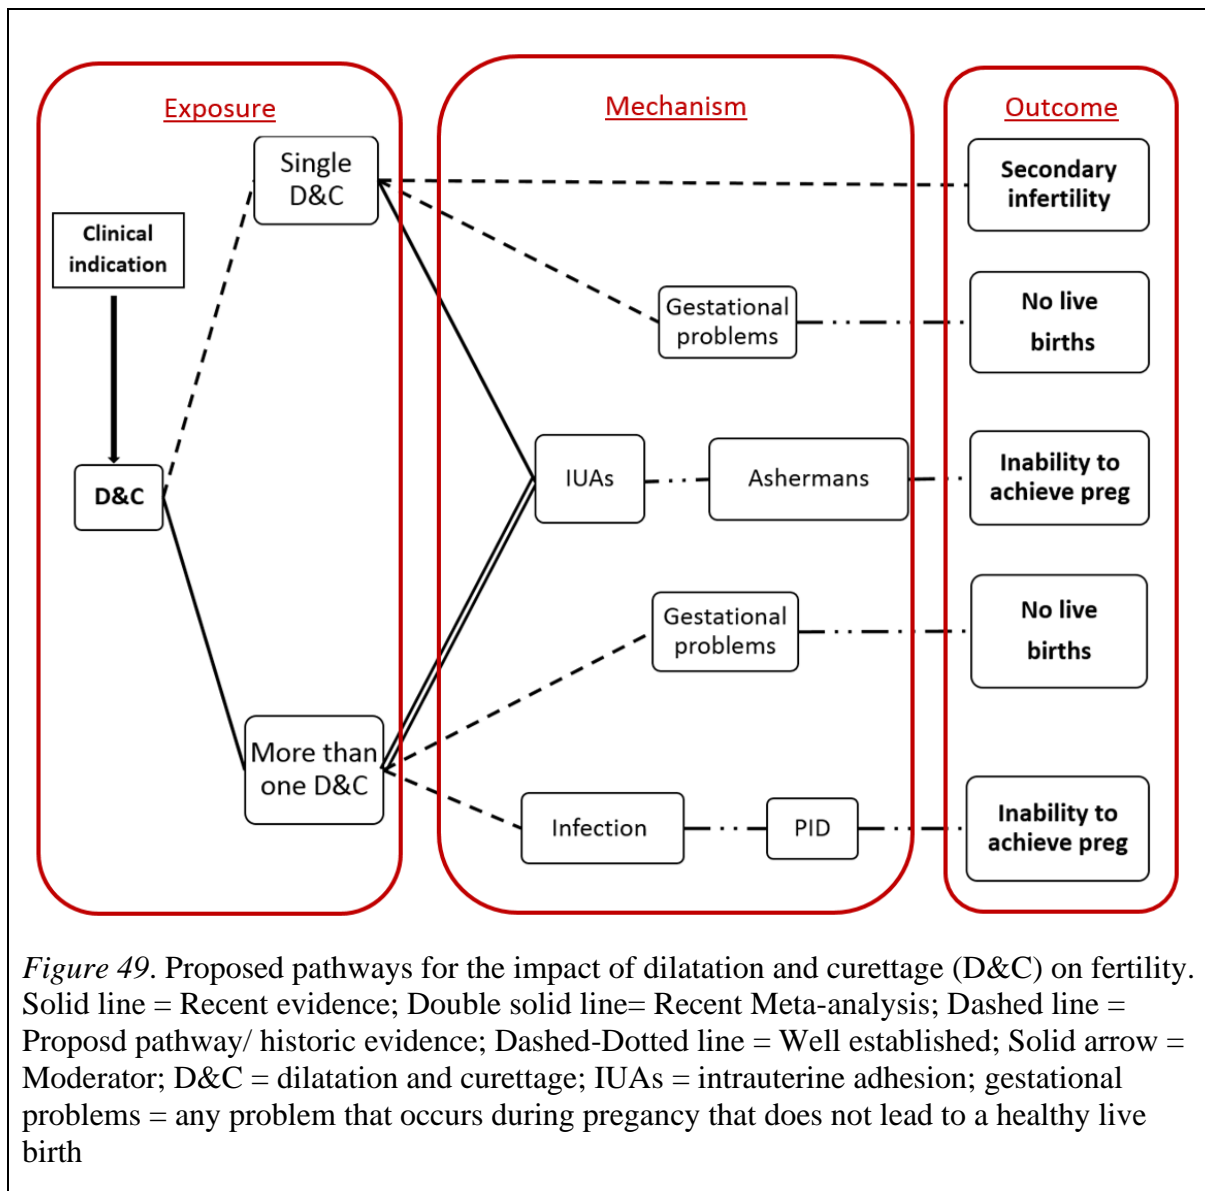 Exposure
Mechanism
Outcome
Single
D&C
Secondary
infertility
Clinical
indication
Gestational
problems
No live
births
D&C
IUAs
Ashermans
Inability to
achieve preg
Gestational
problems
No live
births
More than
one D&C
Infection
PID
Inability to
achieve preg
Figure 49. Proposed pathways for the impact of dilatation and curettage (D&C) on fertility.
Solid line = Recent evidence; Double solid line= Recent Meta-analysis; Dashed line =
Proposd pathway/ historic evidence; Dashed-Dotted line = Well established; Solid arrow =
Moderator; D&C = dilatation and curettage; IUAs = intrauterine adhesion; gestational
problems = any problem that occurs during pregancy that does not lead to a healthy live
birth